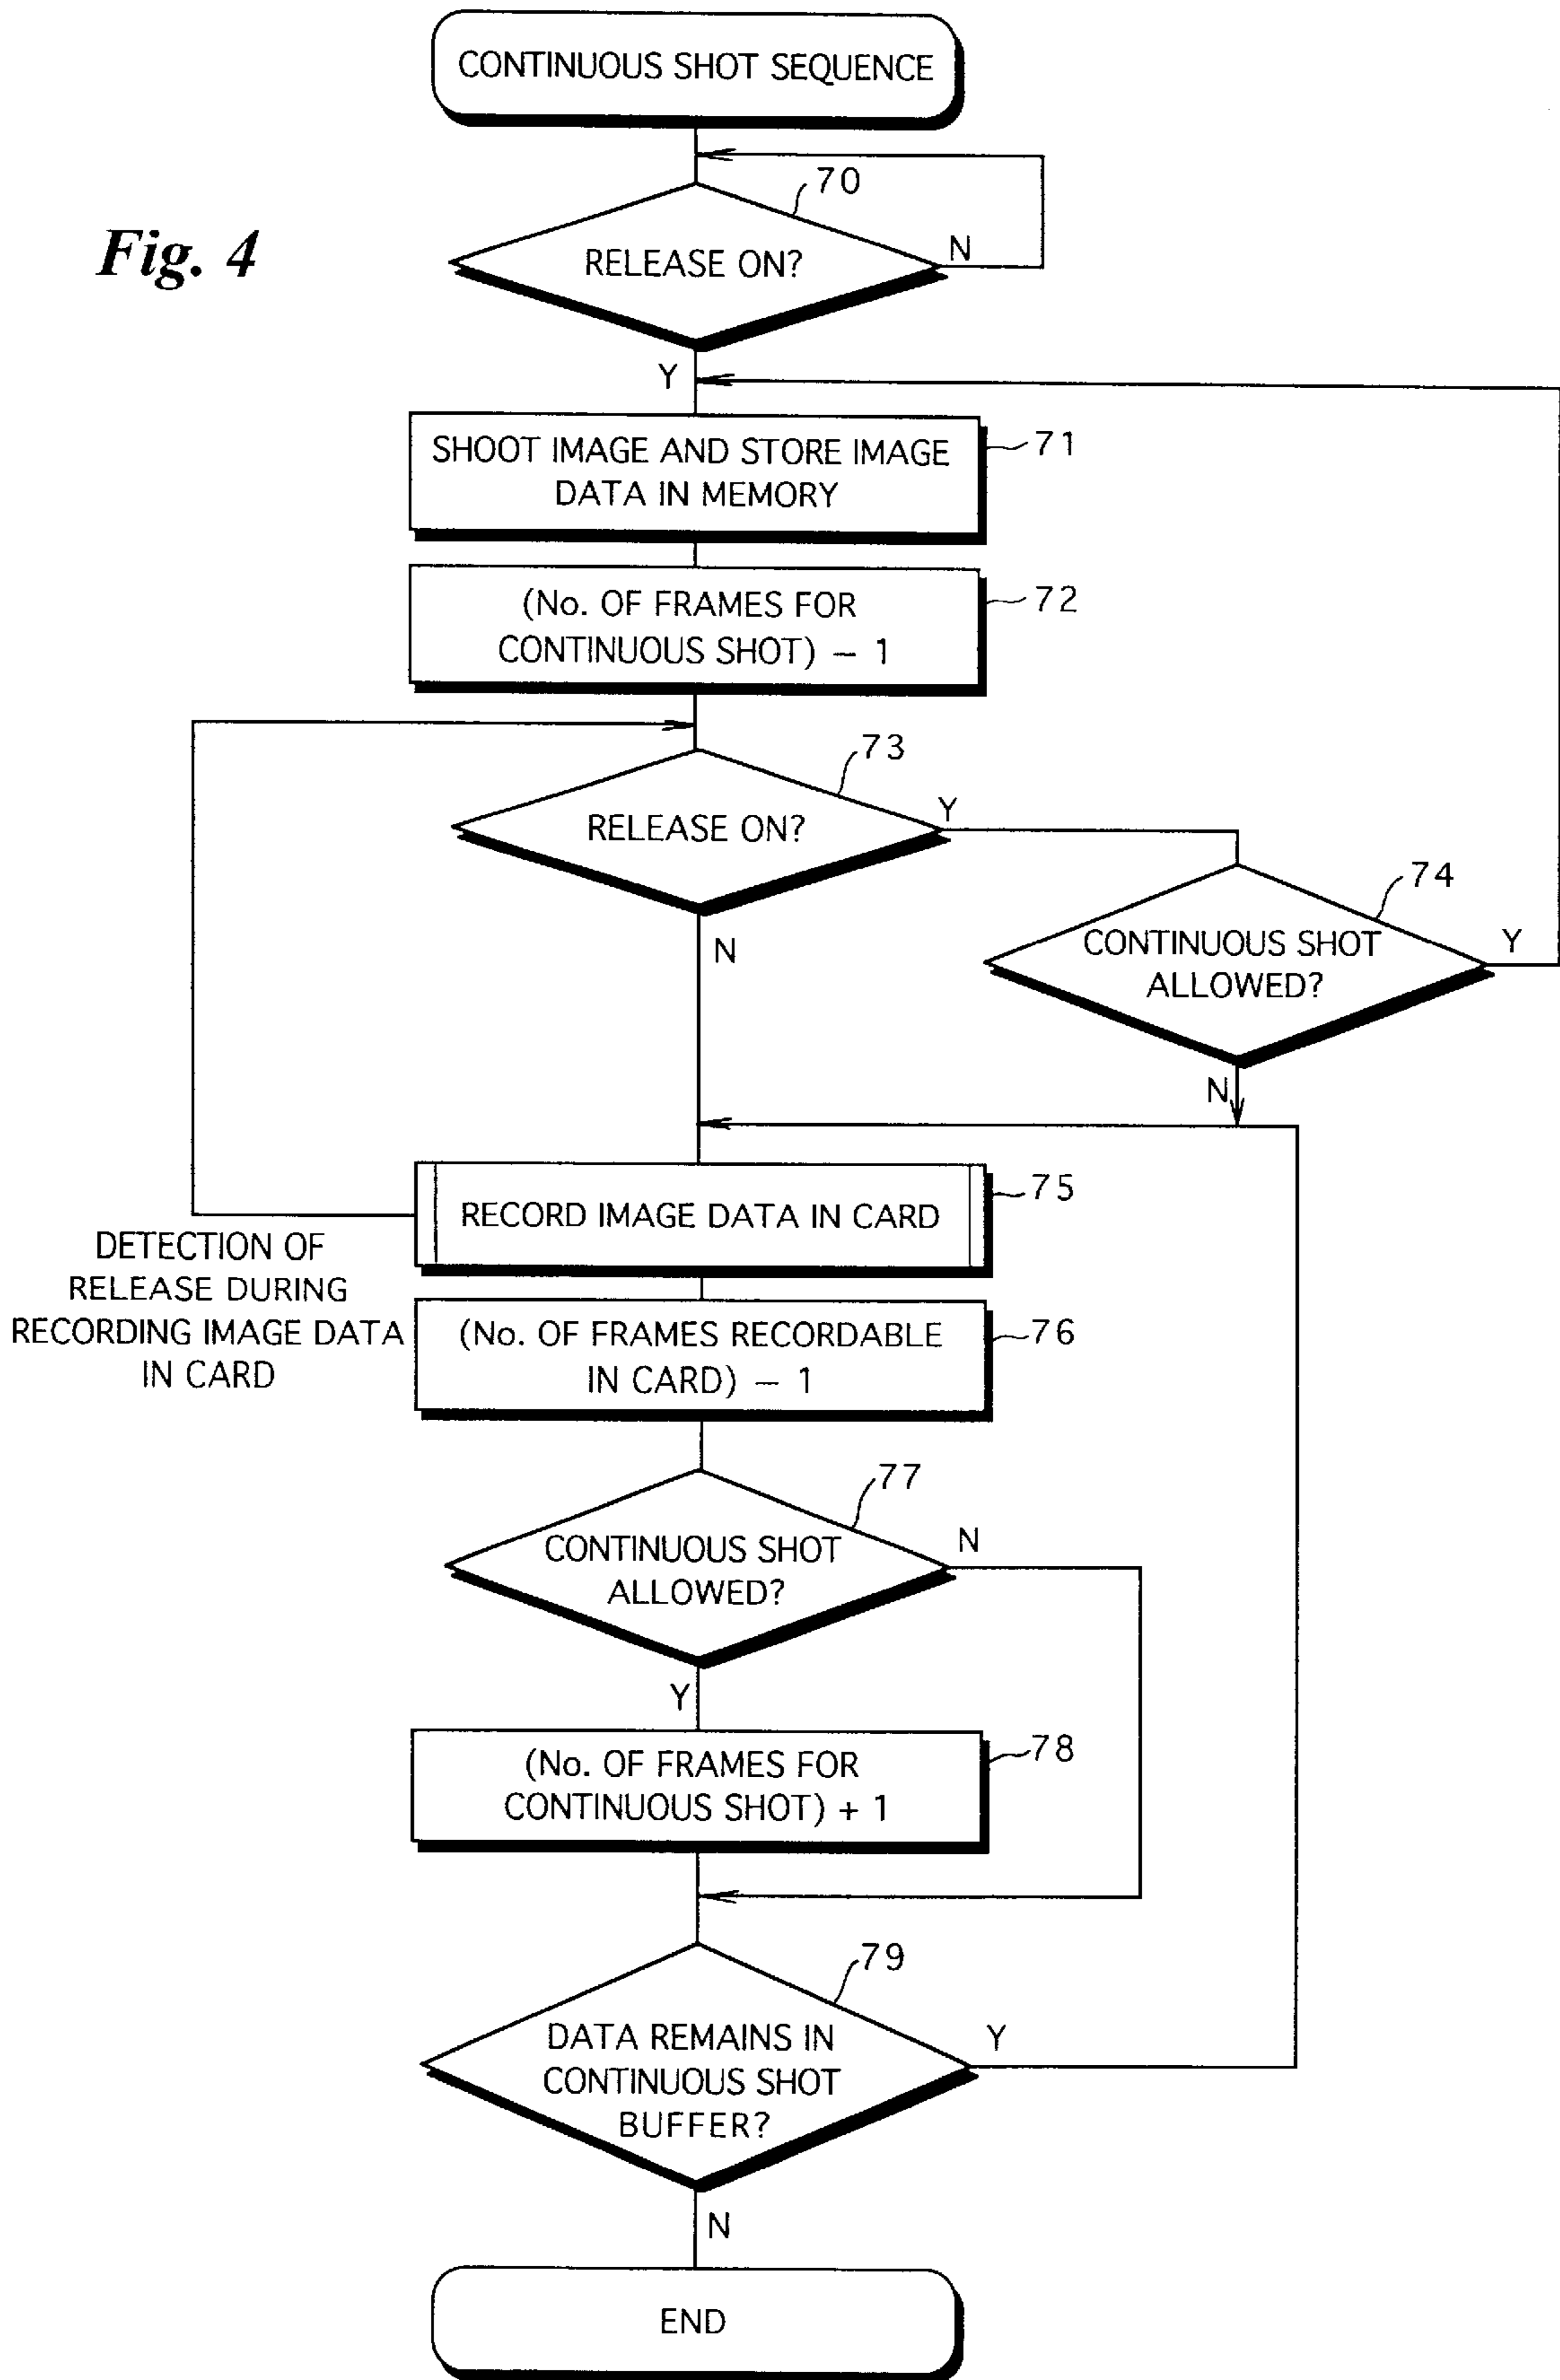 CONTINUOUS SHOT SEQUENCE
Fig. 4
70
RELEASE ON?
N
Y
SHOOT IMAGE AND STORE IMAGE
DATA IN MEMORY
71
(No. OF FRAMES FOR
CONTINUOUS SHOT) – 1
72
73
RELEASE ON?
Y
N
74
CONTINUOUS SHOT
ALLOWED?
Y
N
RECORD IMAGE DATA IN CARD
75
DETECTION OF
RELEASE DURING
RECORDING IMAGE DATA
IN CARD
(No. OF FRAMES RECORDABLE
IN CARD) – 1
76
77
CONTINUOUS SHOT
ALLOWED?
N
Y
(No. OF FRAMES FOR
CONTINUOUS SHOT) + 1
78
79
DATA REMAINS IN
CONTINUOUS SHOT
BUFFER?
Y
N
END